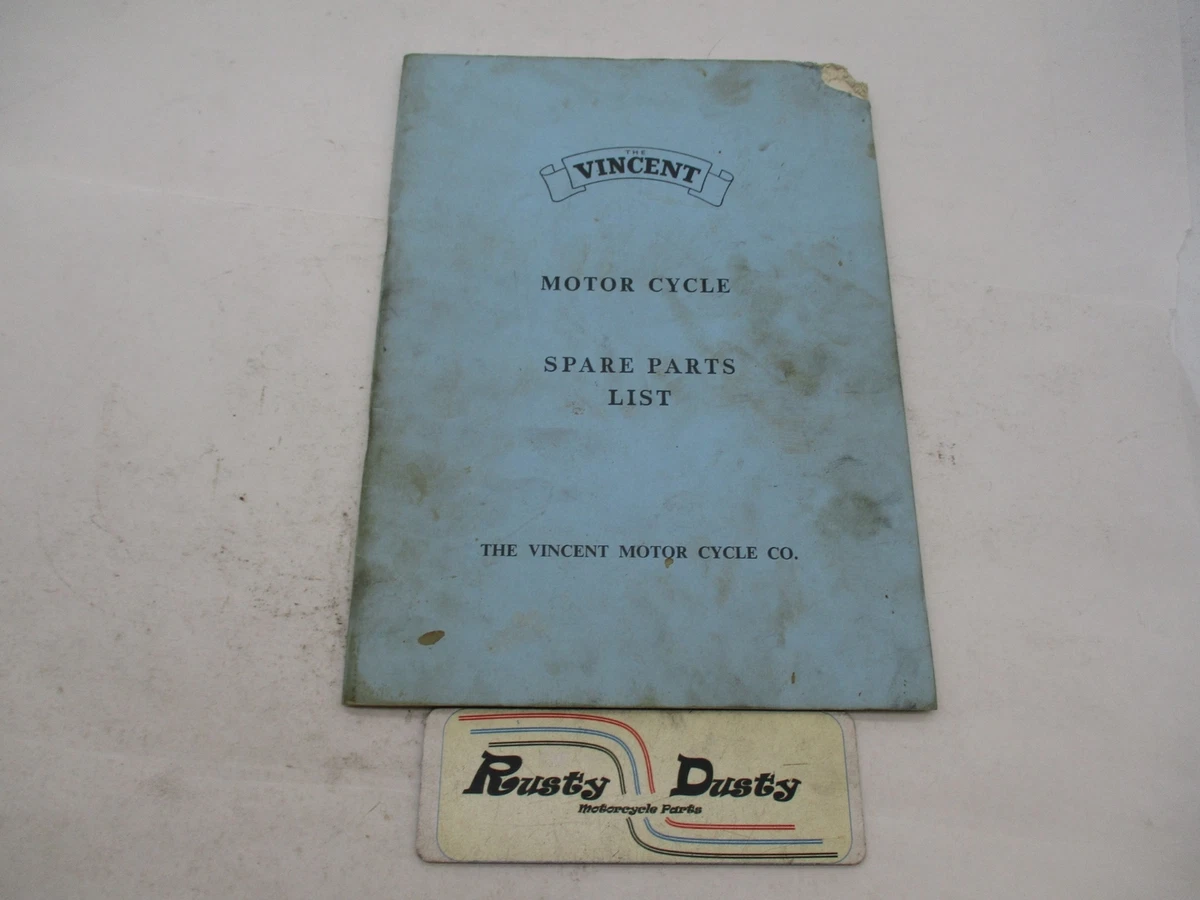 THE
VINCENT
MOTOR CYCLE
SPARE PARTS
LIST
THE VINCENT MOTOR CYCLE CO.
Rusty Dusty
Motorcycle Parts